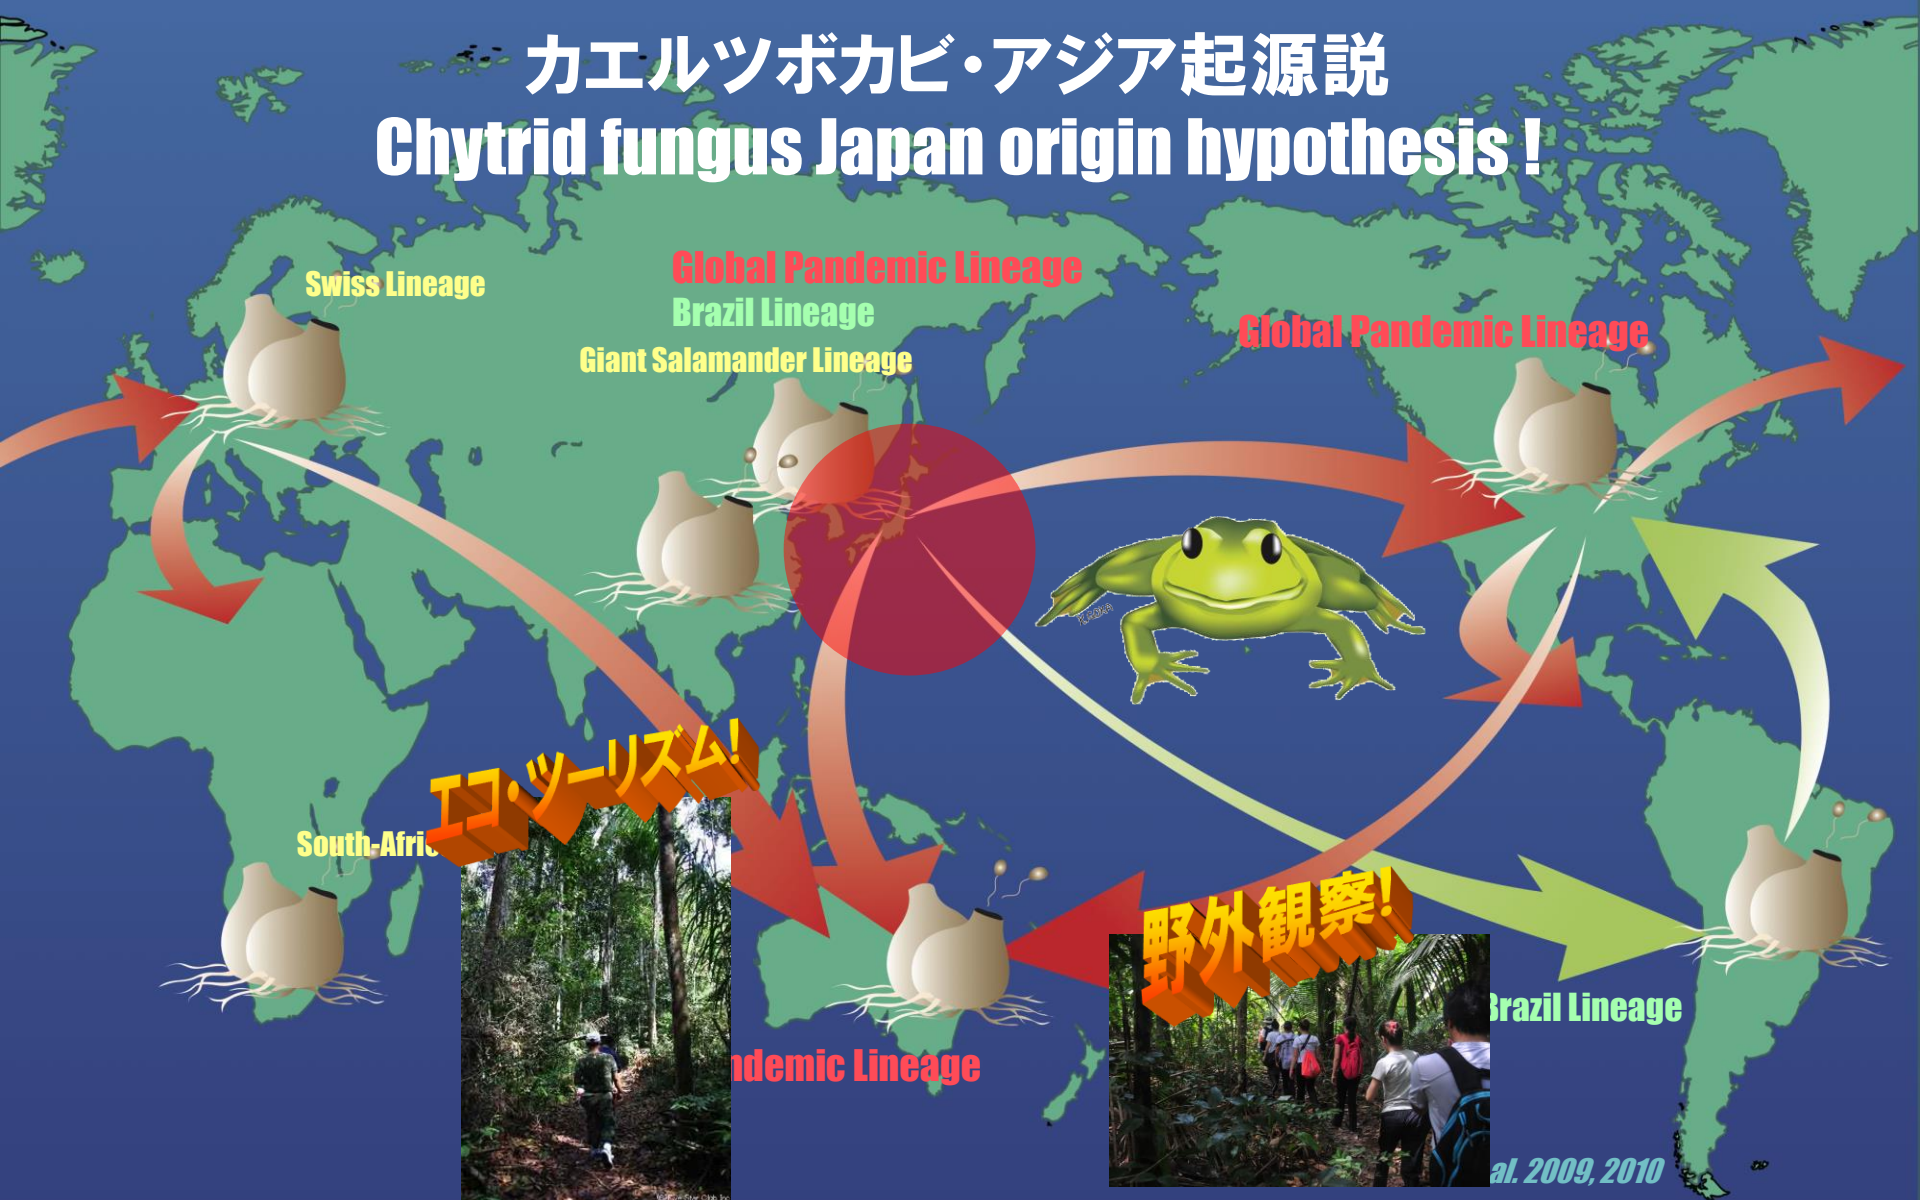 カエルツボカビ・アジア起源説
Chytrid fungus Japan origin hypothesis !
Global Pandemic Lineage
Swiss Lineage
Brazil Lineage
Global Pandemic Lineage
Giant Salamander Lineage
エコ・ツーリズム!
South-Afri
野外観察!
Brazil Lineage
ndemic Lineage
al. 2009, 2010